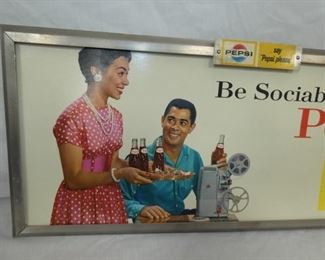 PEPSI
say
"Pepsi please"
Be Sociab
P